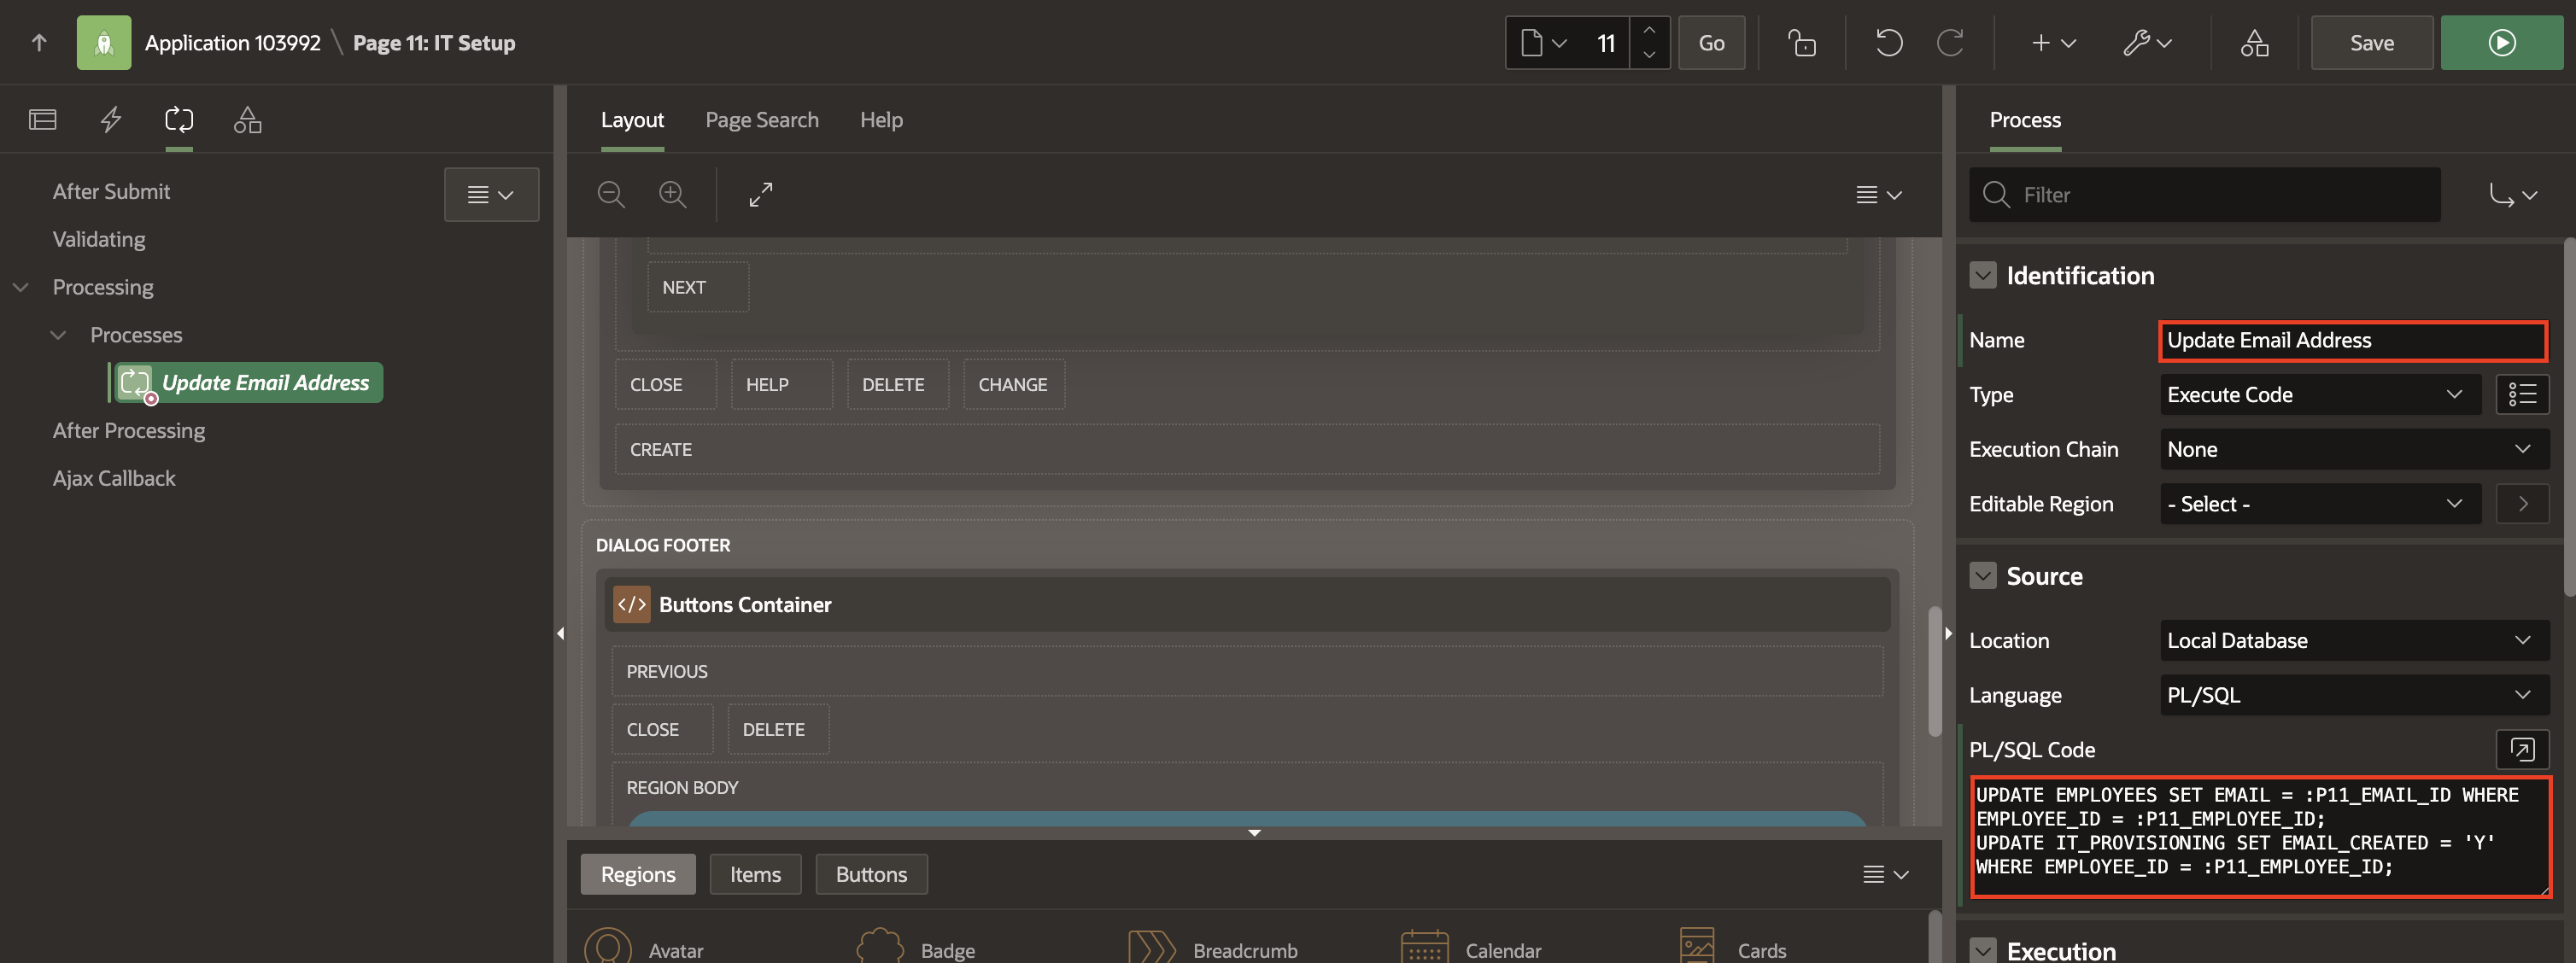 Application 103992 \ Page 11: IT Setup
11
Go
Save
Layout
Page Search
Help
Process
After Submit
Validating
Processing
Processes
Update Email Address
After Processing
Ajax Callback
NEXT
CLOSE
HELP
DELETE
CHANGE
CREATE
DIALOG FOOTER
</> Buttons Container
PREVIOUS
CLOSE
DELETE
REGION BODY
Regions
Items
Buttons
Avatar
Badge
Breadcrumb
Calendar
Cards
Filter
Identification
Name
Update Email Address
Type
Execute Code
Execution Chain
None
Editable Region
- Select -
Source
Location
Local Database
Language
PL/SQL
PL/SQL Code
UPDATE EMPLOYEES SET EMAIL = :P11_EMAIL_ID WHERE
EMPLOYEE_ID = :P11_EMPLOYEE_ID;
UPDATE IT_PROVISIONING SET EMAIL_CREATED = 'Y'
WHERE EMPLOYEE_ID = :P11_EMPLOYEE_ID;
Execution